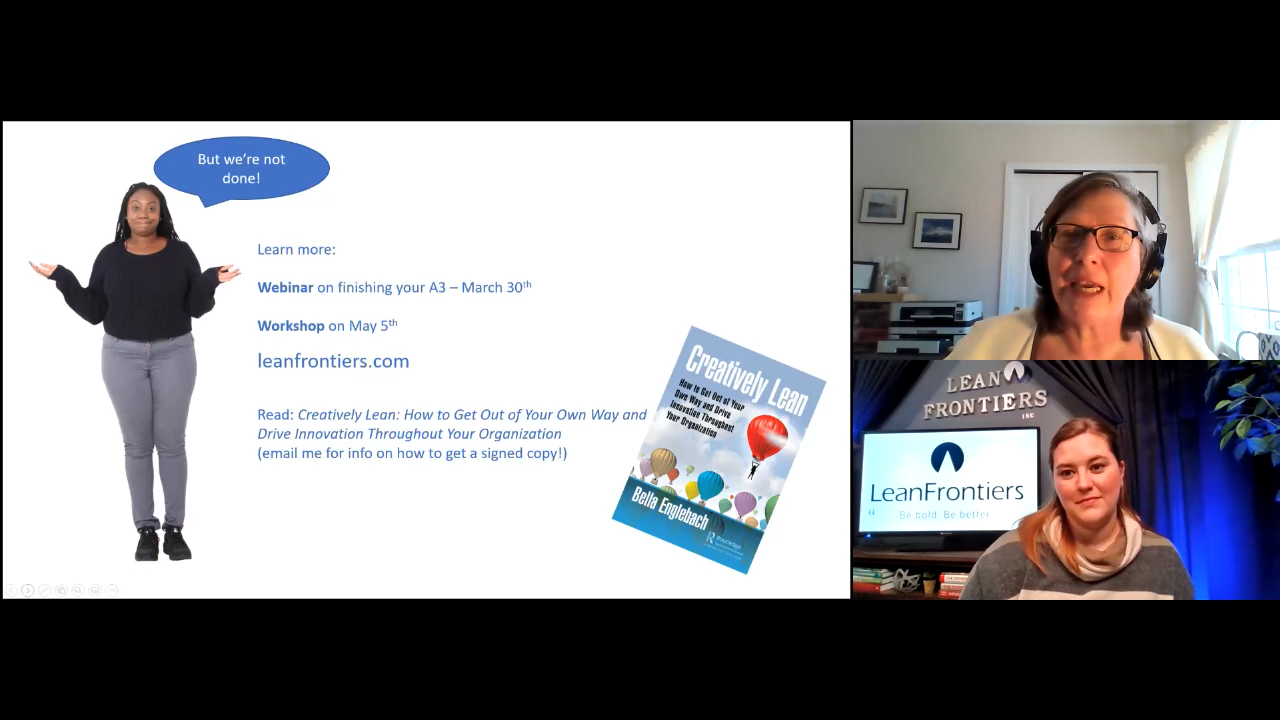 But we're not
done!
Learn more:
Webinar on finishing your A3 – March 30th
Workshop on May 5th
leanfrontiers.com
Read: Creatively Lean: How to Get Out of Your Own Way and
Drive Innovation Throughout Your Organization
(email me for info on how to get a signed copy!)
Creatively Lean
How to Get Out of Your
Own Way and Drive
Innovation Throughout
Your Organization
Bella Englebach
Routledge
LEAN
FRONTIERS
INC
LeanFrontiers
Be bold. Be better.